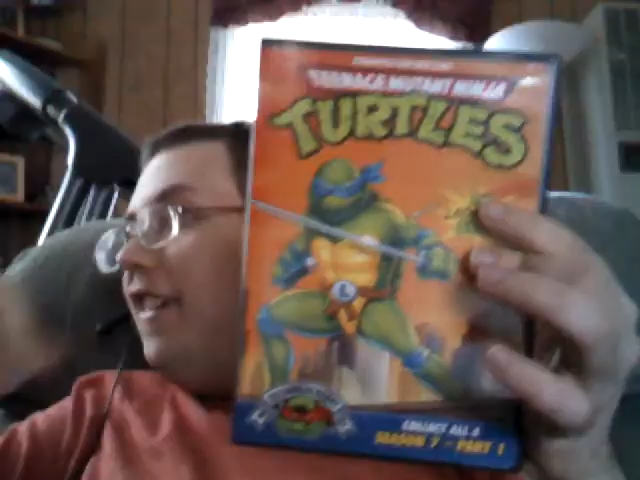 TEENAGE MUTANT NINJA
TURTLES
L
COLLECT ALL 4
SEASON 7 - PART 1